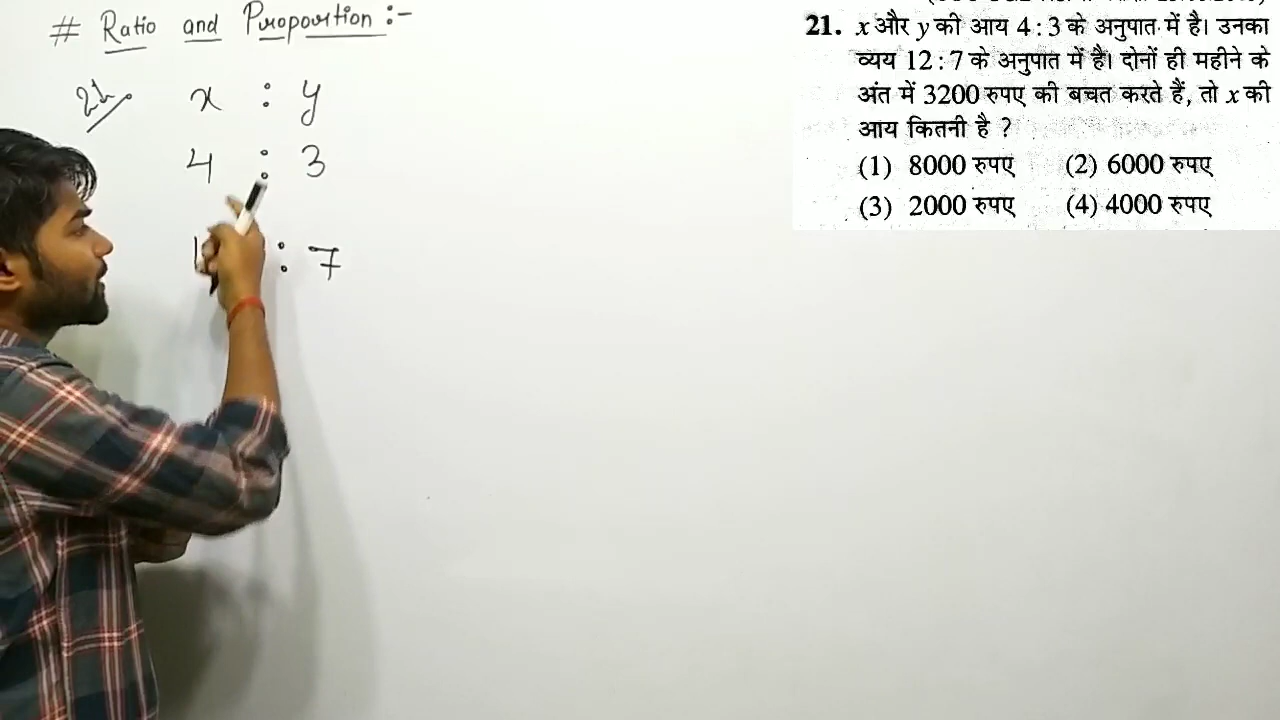 # Ratio and Proportion :-
21.
x : y
4 : 3
: 7
21. x और y की आय 4 : 3 के अनुपात में है। उनका
व्यय 12 : 7 के अनुपात में है। दोनों ही महीने के
अंत में 3200 रुपए की बचत करते हैं, तो x की
आय कितनी है ?
(1) 8000 रुपए (2) 6000 रुपए
(3) 2000 रुपए (4) 4000 रुपए